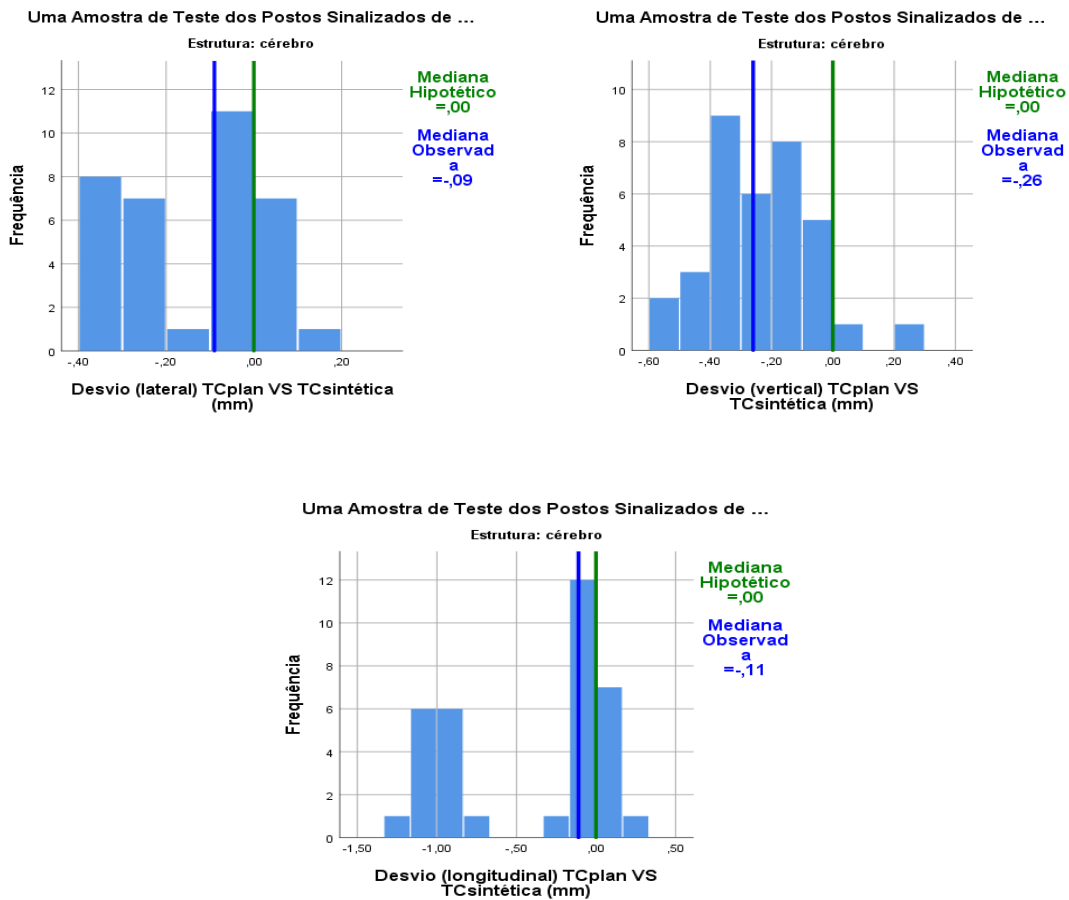 Uma Amostra de Teste dos Postos Sinalizados de ...
Estrutura: cérebro
Frequência
12
10
8
6
4
2
0
-,40
-,20
,00
,20
Desvio (lateral) TCplan VS TCsintética
(mm)
Mediana
Hipotético
=,00
Mediana
Observad
a
=-,09
Uma Amostra de Teste dos Postos Sinalizados de ...
Estrutura: cérebro
Frequência
10
8
6
4
2
0
-,60
-,40
-,20
,00
,20
,40
Desvio (vertical) TCplan VS
TCsintética (mm)
Mediana
Hipotético
=,00
Mediana
Observad
a
=-,26
Uma Amostra de Teste dos Postos Sinalizados de ...
Estrutura: cérebro
Frequência
12
10
8
6
4
2
0
-1,50
-1,00
-,50
,00
,50
Desvio (longitudinal) TCplan VS
TCsintética (mm)
Mediana
Hipotético
=,00
Mediana
Observad
a
=-,11